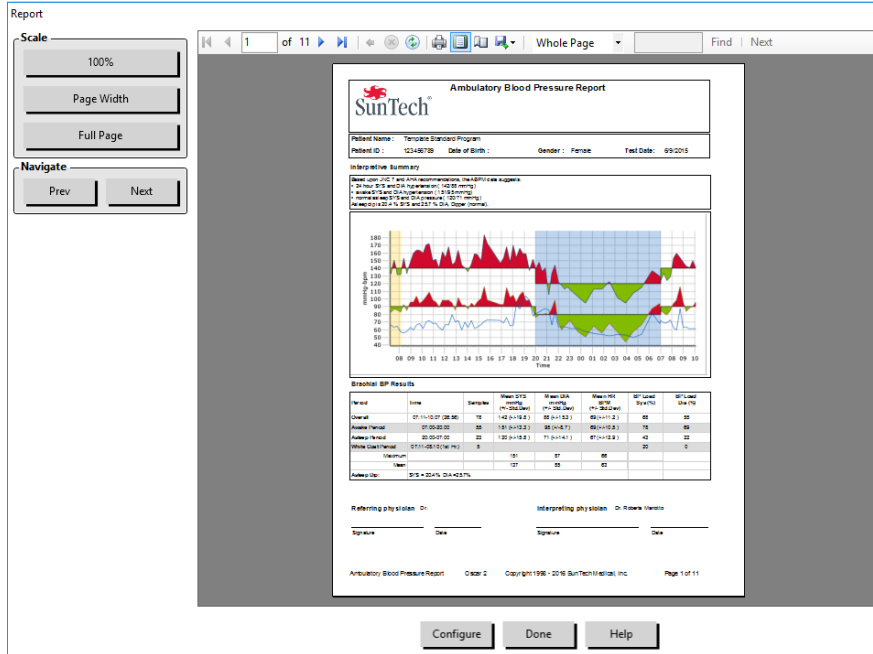 Report
Scale
100%
Page Width
Full Page
Navigate
Prev Next
1 of 11 Whole Page Find Next
SunTech
Ambulatory Blood Pressure Report
Patient Name : Template Standard Program
Patient ID : 123456789 Date of Birth : Gender : Female Test Date: 6/9/2015
Interpretive Summary
Based upon JNC 7 and AHA recommendations, the ABPM data suggests:
• 24 hour SYS and DIA hypertension
• awake SYS and DIA hypertension
• normal asleep SYS and DIA pressure ( 120/71 mmHg )
Asleep dip is 20.4 % SYS and 25.7 % DIA, Dipper (normal).
180
170
160
150
140
130
120
110
100
90
80
70
60
50
40
mmHg-bpm
08 09 10 11 12 13 14 15 16 17 18 19 20 21 22 23 00 01 02 03 04 05 06 07 08 09 10
Time
Brachial BP Results
Period Time Samples Mean SYS mmHg (+/- Std.Dev) Mean DIA mmHg (+/- Std.Dev) Mean HR BPM (+/- Std.Dev) BP Load Sys (%) BP Load Dia (%)
Overall
Awake Period 07:00-20:00
Asleep Period 20:00-07:00
White Coat Period
Maximum
Mean
Asleep Dip: SYS = 20.4% DIA =25.7%
Referring physician Dr. Interpreting physician Dr. Roberta
Signature Date Signature Date
Ambulatory Blood Pressure Report Oscar 2 Copyright 1998 - 2016 SunTech Medical, Inc. Page 1 of 11
Configure Done Help